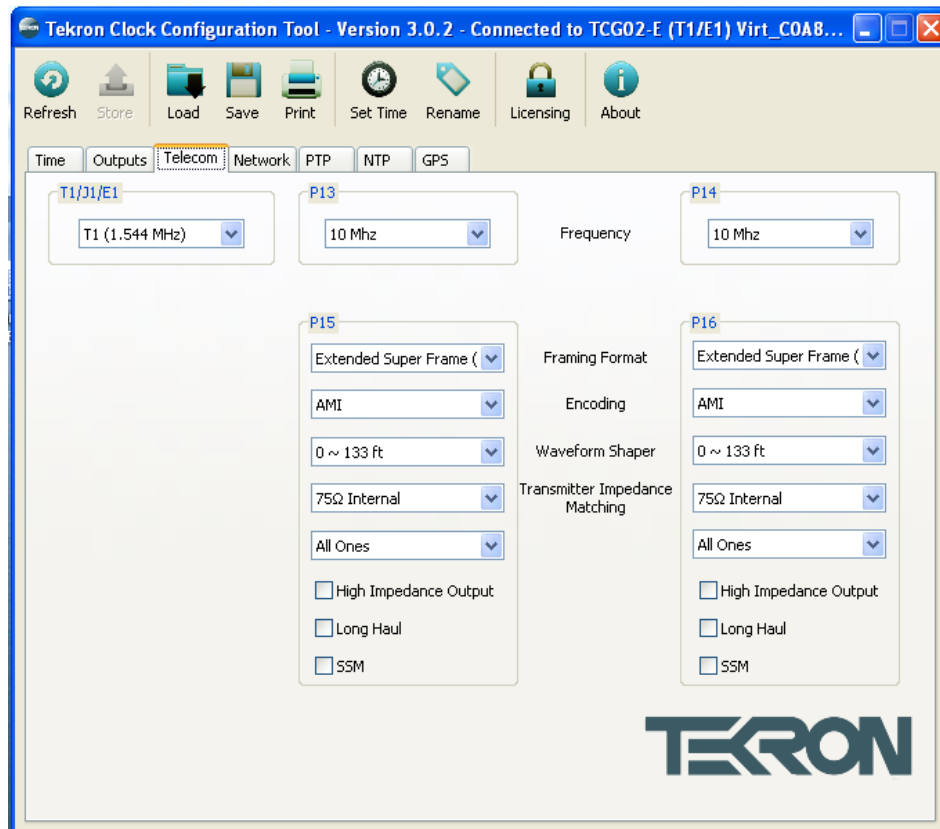 Tekron Clock Configuration Tool - Version 3.0.2 - Connected to TCG02-E (T1/E1) Virt_C0A8...
Refresh Store Load Save Print Set Time Rename Licensing About
Time Outputs Telecom Network PTP NTP GPS
T1/J1/E1 P13 P14
T1 (1.544 MHz) 10 Mhz Frequency 10 Mhz
P15 P16
Extended Super Frame ( Framing Format Extended Super Frame (
AMI Encoding AMI
0 ~ 133 ft Waveform Shaper 0 ~ 133 ft
75Ω Internal Transmitter Impedance Matching 75Ω Internal
All Ones All Ones
High Impedance Output High Impedance Output
Long Haul Long Haul
SSM SSM
TEKRON